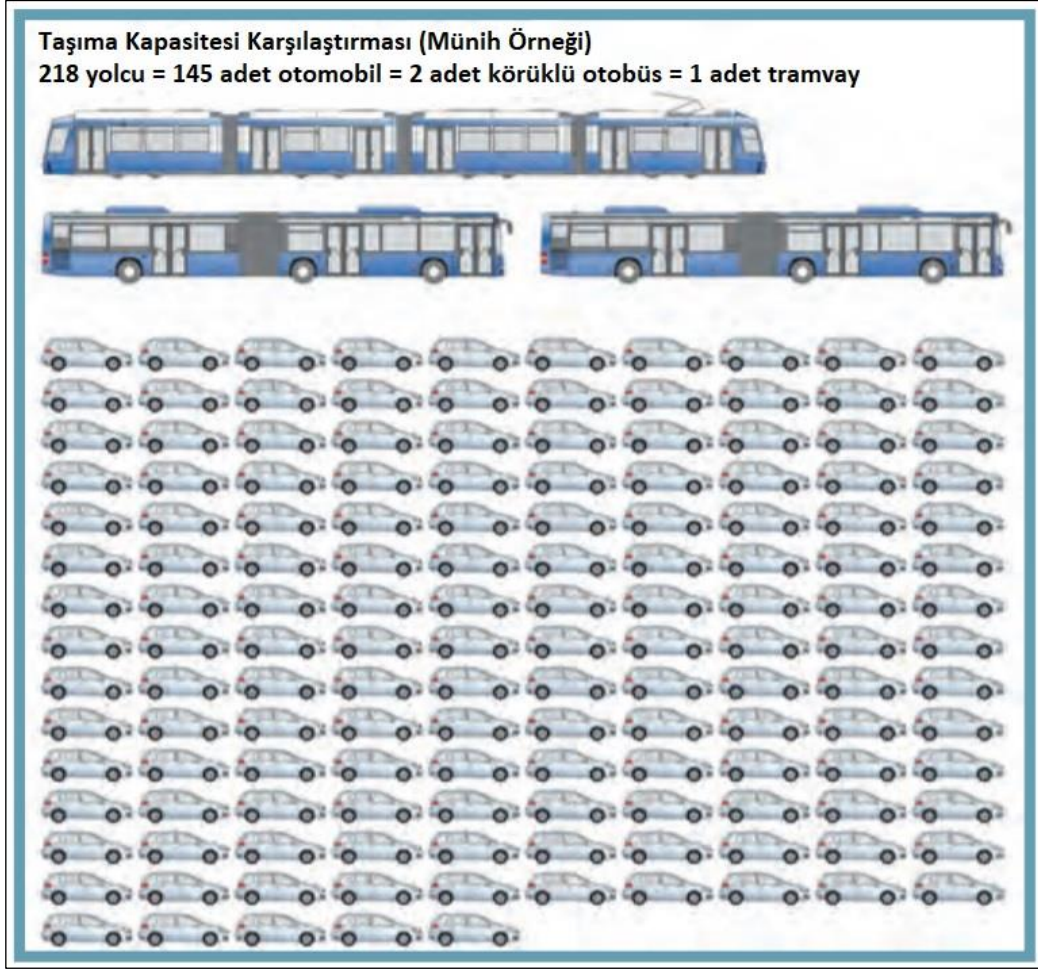 Taşıma Kapasitesi Karşılaştırması (Münih Örneği)
218 yolcu = 145 adet otomobil = 2 adet körüklü otobüs = 1 adet tramvay